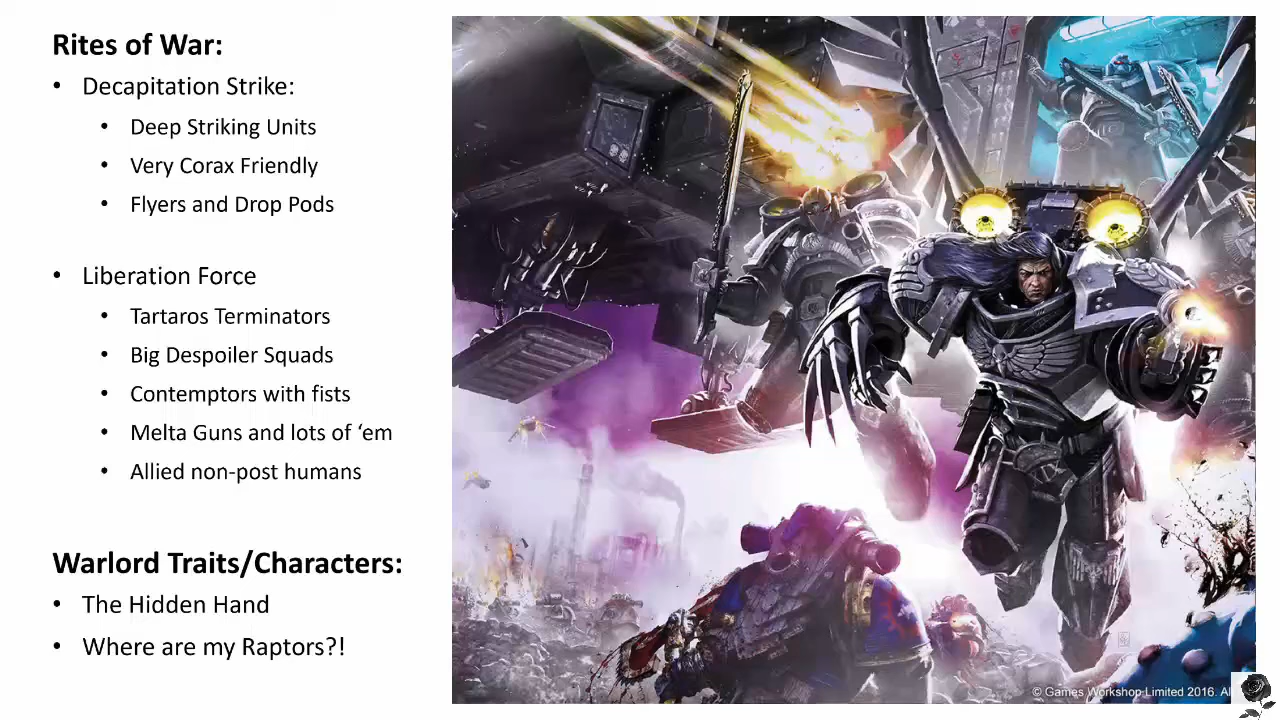 Rites of War:
• Decapitation Strike:
• Deep Striking Units
• Very Corax Friendly
• Flyers and Drop Pods
• Liberation Force
• Tartaros Terminators
• Big Despoiler Squads
• Contemptors with fists
• Melta Guns and lots of ‘em
• Allied non-post humans
Warlord Traits/Characters:
• The Hidden Hand
• Where are my Raptors?!
© Games Workshop Limited 2016.